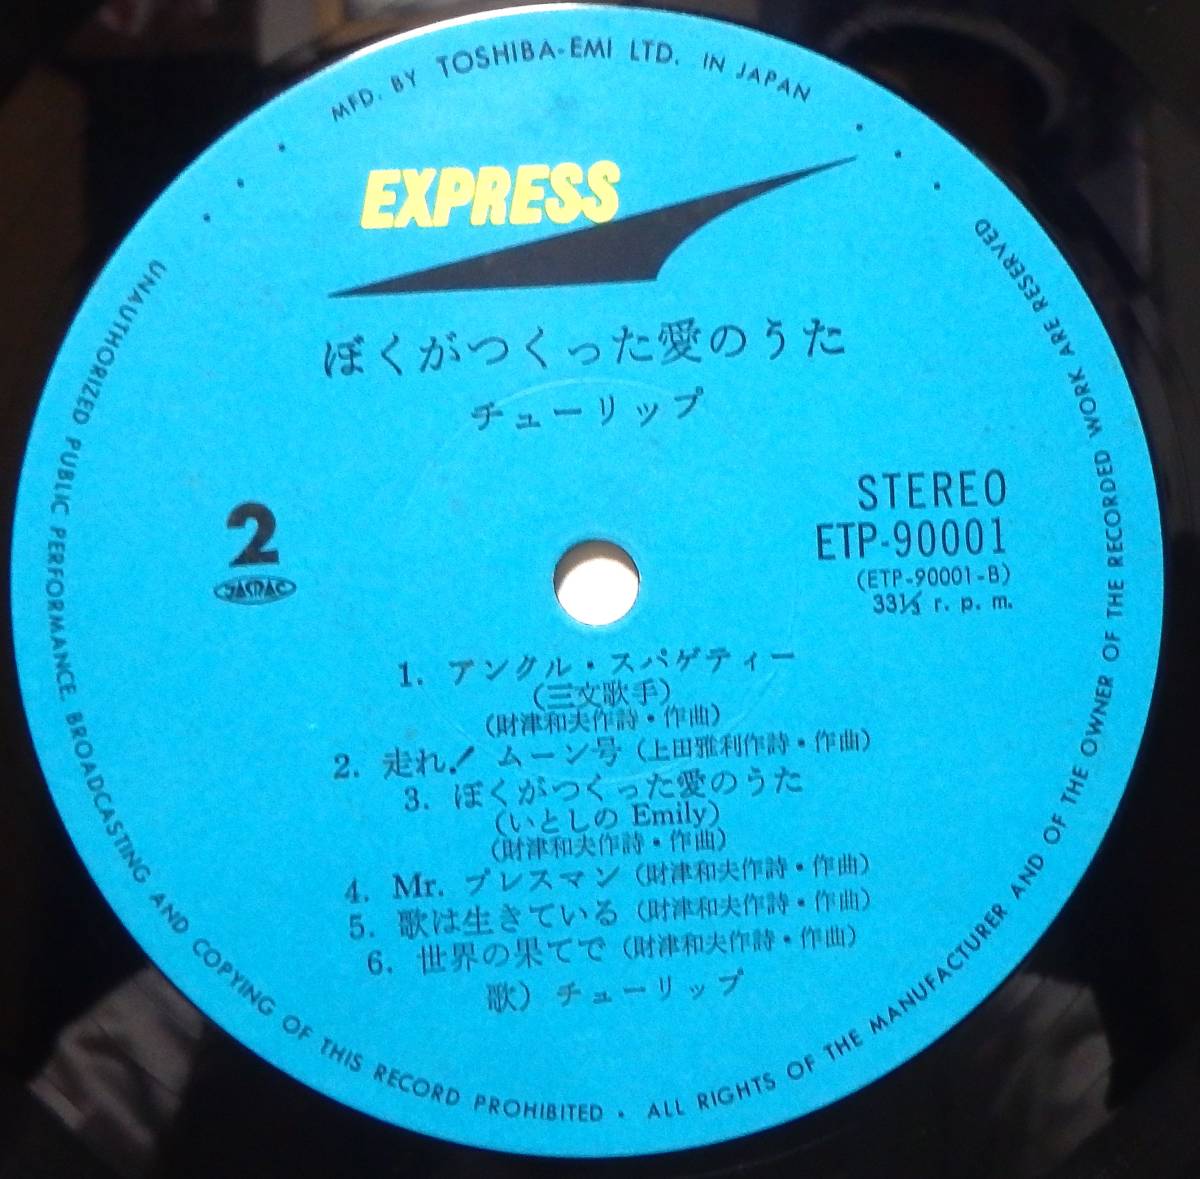 MFD. BY TOSHIBA-EMI LTD. IN JAPAN
EXPRESS
ぼくがつくった愛のうた
チューリップ
2
JASRAC
STEREO
ETP-90001
(ETP-90001-B)
33⅓ r. p. m.
1. アンクル・スパゲティー
(三文歌手)
(財津和夫作詩・作曲)
2. 走れ! ムーン号 (上田雅利作詩・作曲)
3. ぼくがつくった愛のうた
(いとしの Emily)
(財津和夫作詩・作曲)
4. Mr. プレスマン (財津和夫作詩・作曲)
5. 歌は生きている (財津和夫作詩・作曲)
6. 世界の果てで (財津和夫作詩・作曲)
歌) チューリップ
UNAUTHORIZED PUBLIC PERFORMANCE. BROADCASTING AND COPYING OF THIS RECORD PROHIBITED • ALL RIGHTS OF THE MANUFACTURER AND OF THE OWNER OF THE RECORDED WORK ARE RESERVED